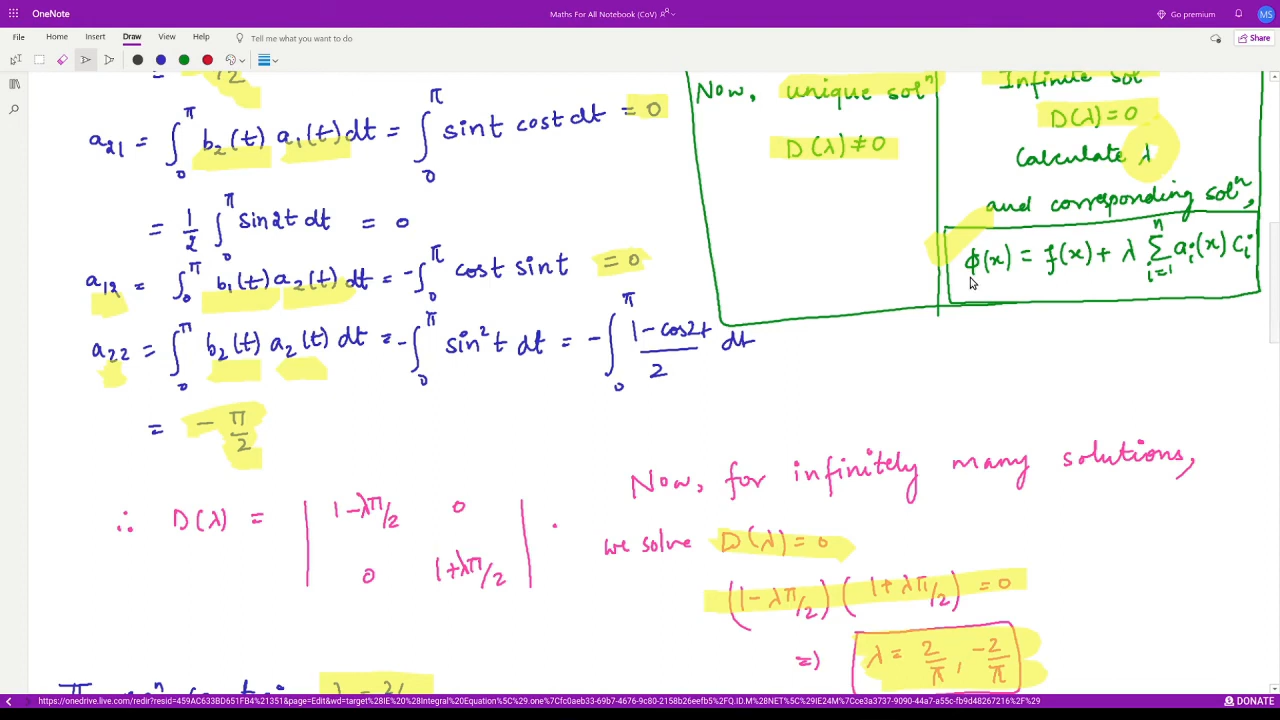 OneNote
Maths For All Notebook (CoV)
Go premium
MS
File Home Insert Draw View Help Tell me what you want to do
Share
= - π/2
a₂₁ = ∫₀^π b₂(t) a₁(t) dt = ∫₀^π sint cost dt = 0
= 1/2 ∫₀^π sin2t dt = 0
a₁₂ = ∫₀^π b₁(t) a₂(t) dt = -∫₀^π cost sint = 0
a₂₂ = ∫₀^π b₂(t) a₂(t) dt = -∫₀^π sin²t dt = -∫₀^π (1-cos2t)/2 dt
= -π/2
Now, unique solⁿ
D(λ)≠0
Infinite sol
D(λ)=0
Calculate λ
and corresponding solⁿ,
ϕ(x) = f(x) + λ Σᵢ₌₁ⁿ aᵢ(x) Cᵢ
∴ D(λ) = | 1-λπ/2 0 |
| 0 1+λπ/2 | .
Now, for infinitely many solutions,
we solve D(λ)=0
(1-λπ/2)(1+λπ/2) = 0
=) λ = 2/π, -2/π
DONATE